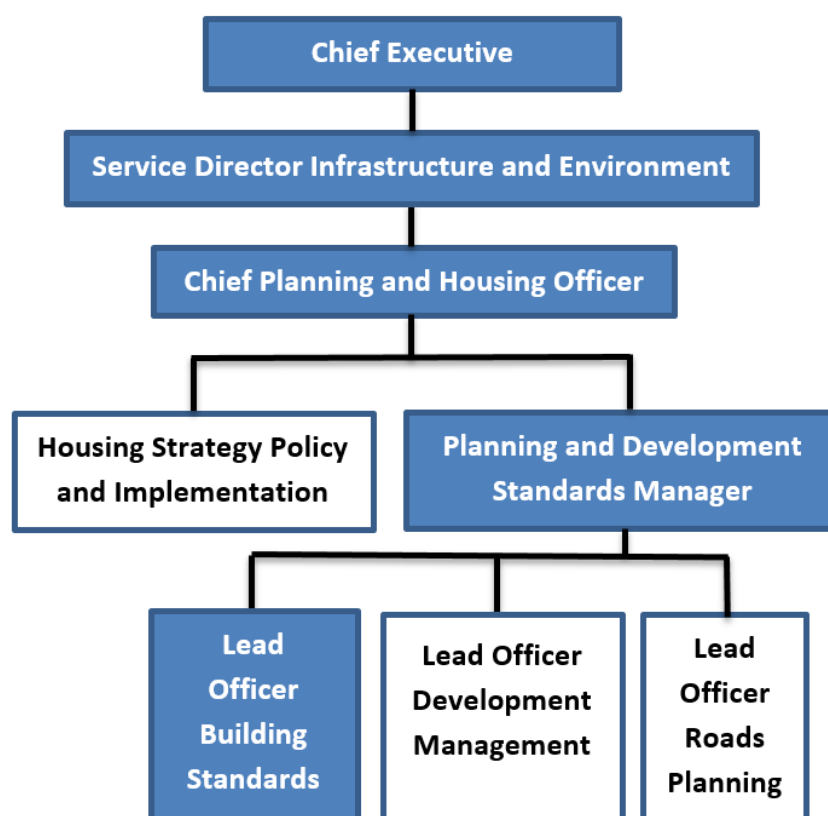 Chief Executive
Service Director Infrastructure and Environment
Chief Planning and Housing Officer
Housing Strategy Policy
and Implementation
Planning and Development
Standards Manager
Lead
Officer
Building
Standards
Lead Officer
Development
Management
Lead
Officer
Roads
Planning